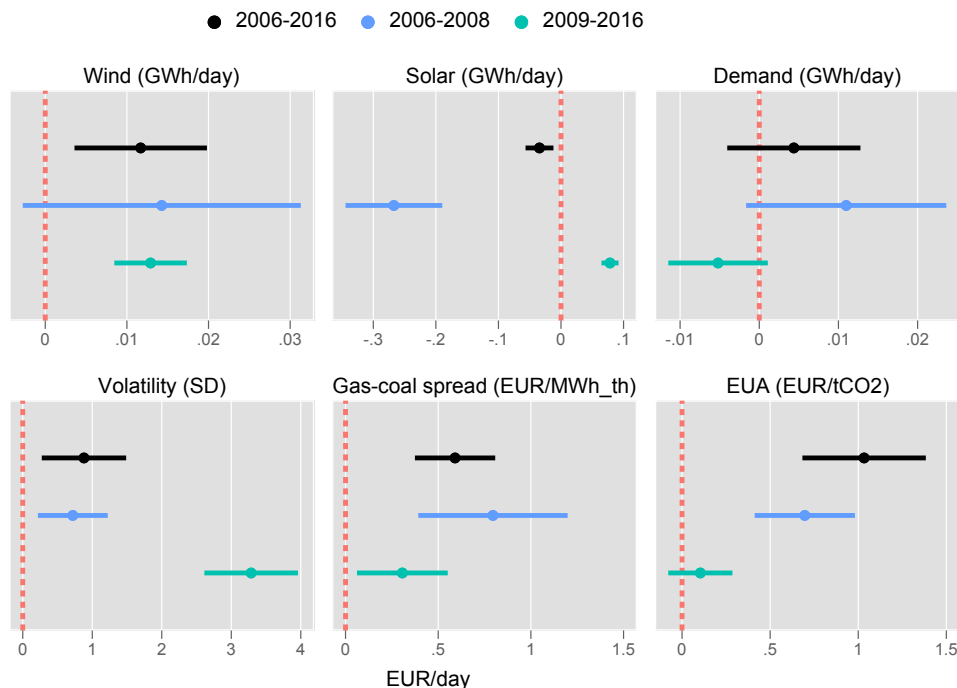 2006-2016 2006-2008 2009-2016
Wind (GWh/day) Solar (GWh/day) Demand (GWh/day)
0 .01 .02 .03 -.3 -.2 -.1 0 .1 -.01 0 .01 .02
Volatility (SD) Gas-coal spread (EUR/MWh_th) EUA (EUR/tCO2)
0 1 2 3 4 0 .5 1 1.5 0 .5 1 1.5
EUR/day